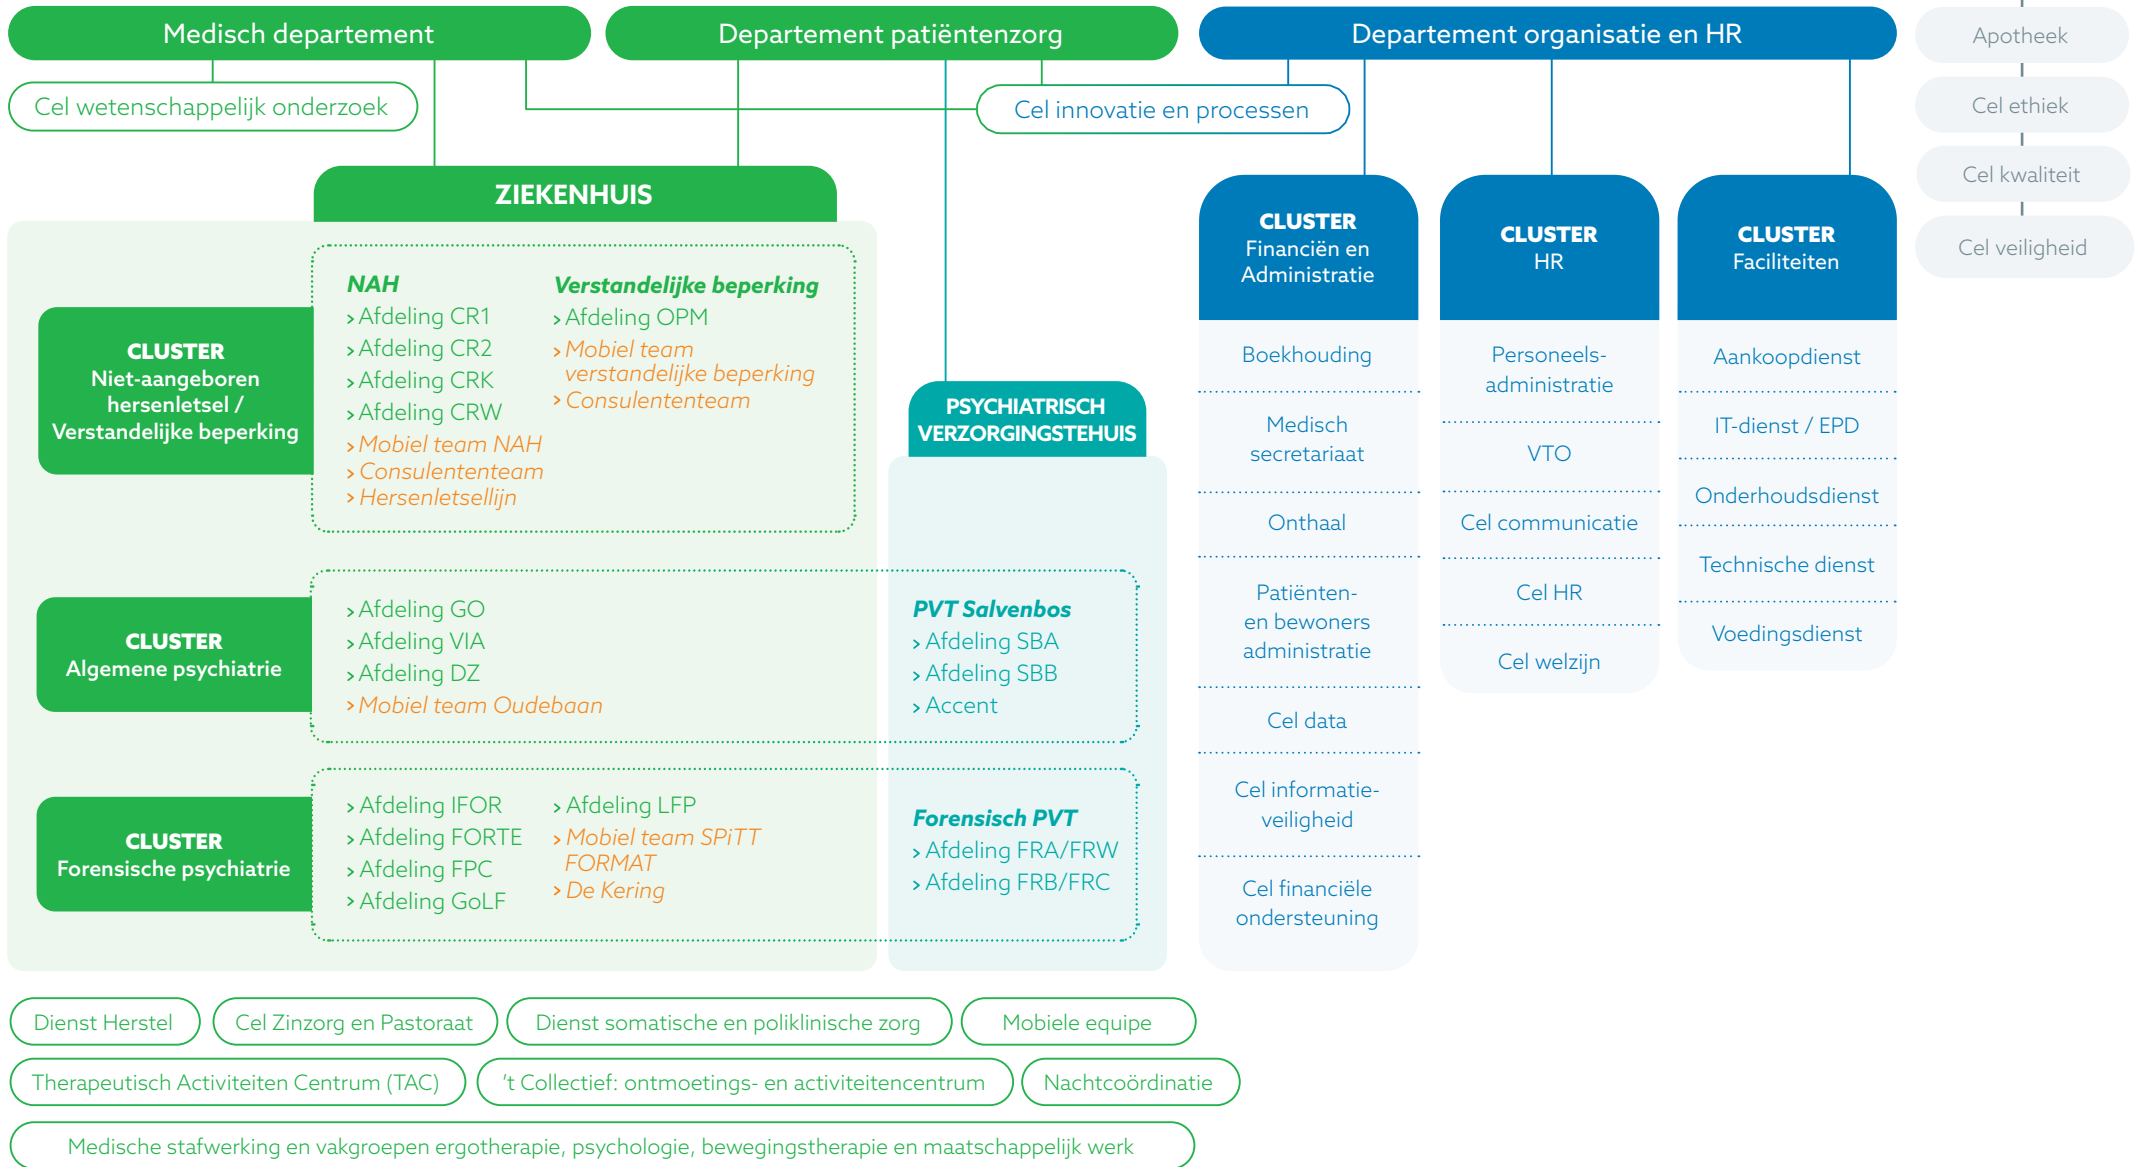 Medisch departement
Departement patiëntenzorg
Departement organisatie en HR
Apotheek
Cel wetenschappelijk onderzoek
Cel innovatie en processen
Cel ethiek
Cel kwaliteit
Cel veiligheid
ZIEKENHUIS
CLUSTER
Niet-aangeboren
hersenletsel /
Verstandelijke beperking
NAH
› Afdeling CR1
› Afdeling CR2
› Afdeling CRK
› Afdeling CRW
› Mobiel team NAH
› Consulententeam
› Hersenletsellijn
Verstandelijke beperking
› Afdeling OPM
› Mobiel team
verstandelijke beperking
› Consulententeam
PSYCHIATRISCH
VERZORGINGSTEHUIS
CLUSTER
Algemene psychiatrie
› Afdeling GO
› Afdeling VIA
› Afdeling DZ
› Mobiel team Oudebaan
PVT Salvenbos
› Afdeling SBA
› Afdeling SBB
› Accent
CLUSTER
Forensische psychiatrie
› Afdeling IFOR
› Afdeling FORTE
› Afdeling FPC
› Afdeling GoLF
› Afdeling LFP
› Mobiel team SPiTT
FORMAT
› De Kering
Forensisch PVT
› Afdeling FRA/FRW
› Afdeling FRB/FRC
CLUSTER
Financiën en
Administratie
Boekhouding
Medisch
secretariaat
Onthaal
Patiënten-
en bewoners
administratie
Cel data
Cel informatie-
veiligheid
Cel financiële
ondersteuning
CLUSTER
HR
Personeels-
administratie
VTO
Cel communicatie
Cel HR
Cel welzijn
CLUSTER
Faciliteiten
Aankoopdienst
IT-dienst / EPD
Onderhoudsdienst
Technische dienst
Voedingsdienst
Dienst Herstel
Cel Zinzorg en Pastoraat
Dienst somatische en poliklinische zorg
Mobiele equipe
Therapeutisch Activiteiten Centrum (TAC)
't Collectief: ontmoetings- en activiteitencentrum
Nachtcoördinatie
Medische stafwerking en vakgroepen ergotherapie, psychologie, bewegingstherapie en maatschappelijk werk